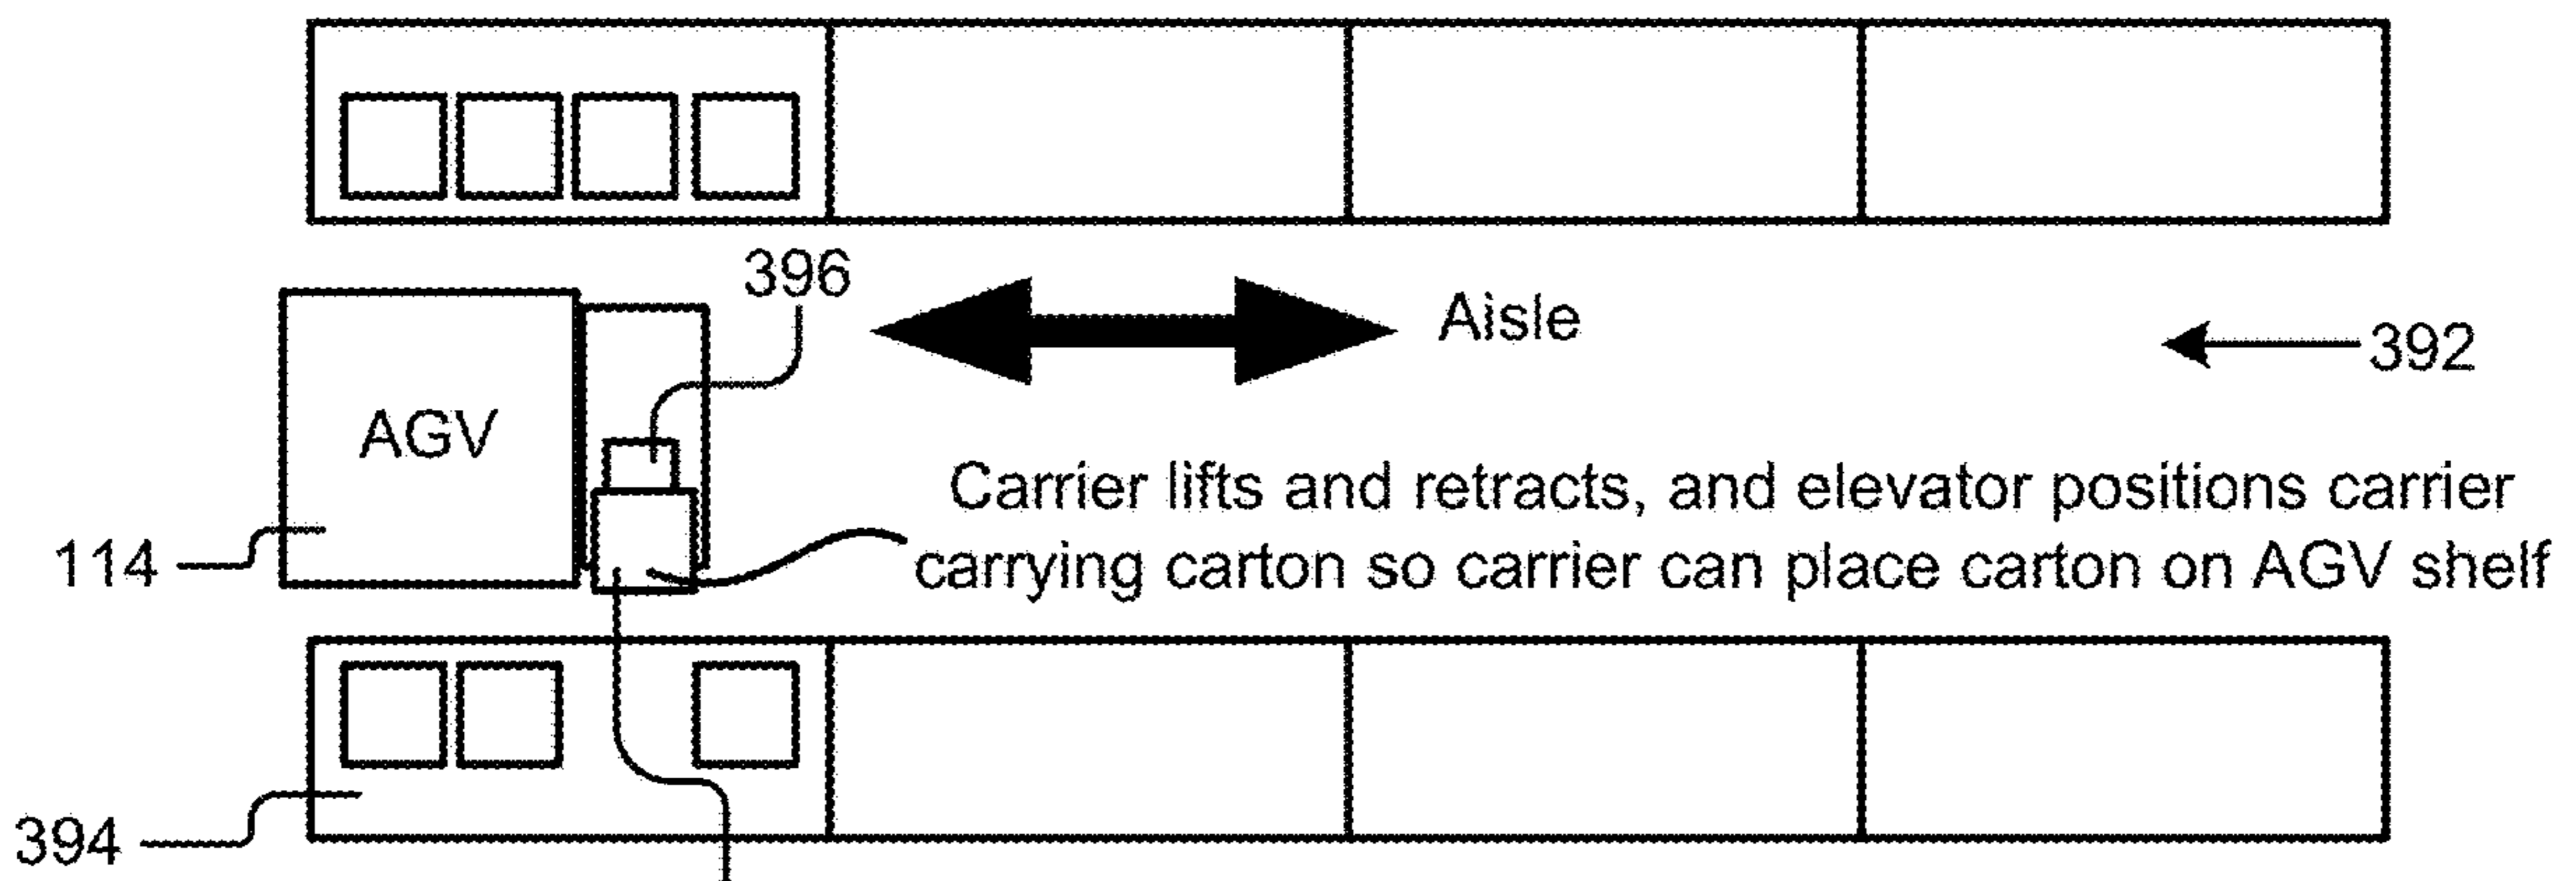 396
Aisle
392
AGV
Carrier lifts and retracts, and elevator positions carrier
carrying carton so carrier can place carton on AGV shelf
114
394